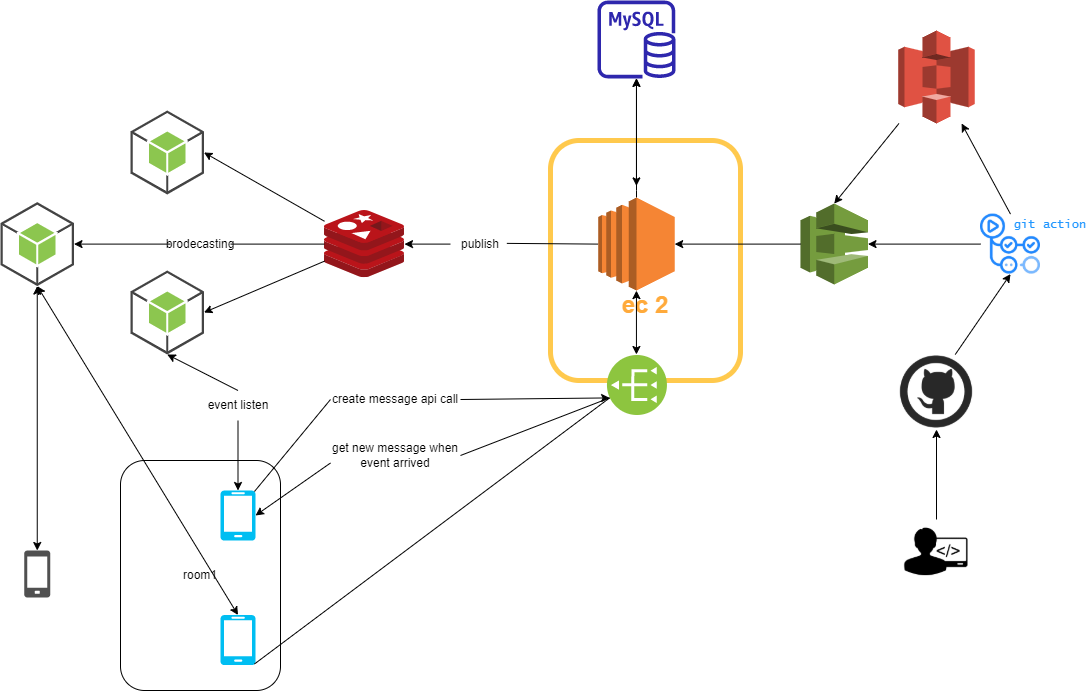 MySQL
git action
brodecasting
publish
ec 2
event listen
create message api call
get new message when
event arrived
</>
room1